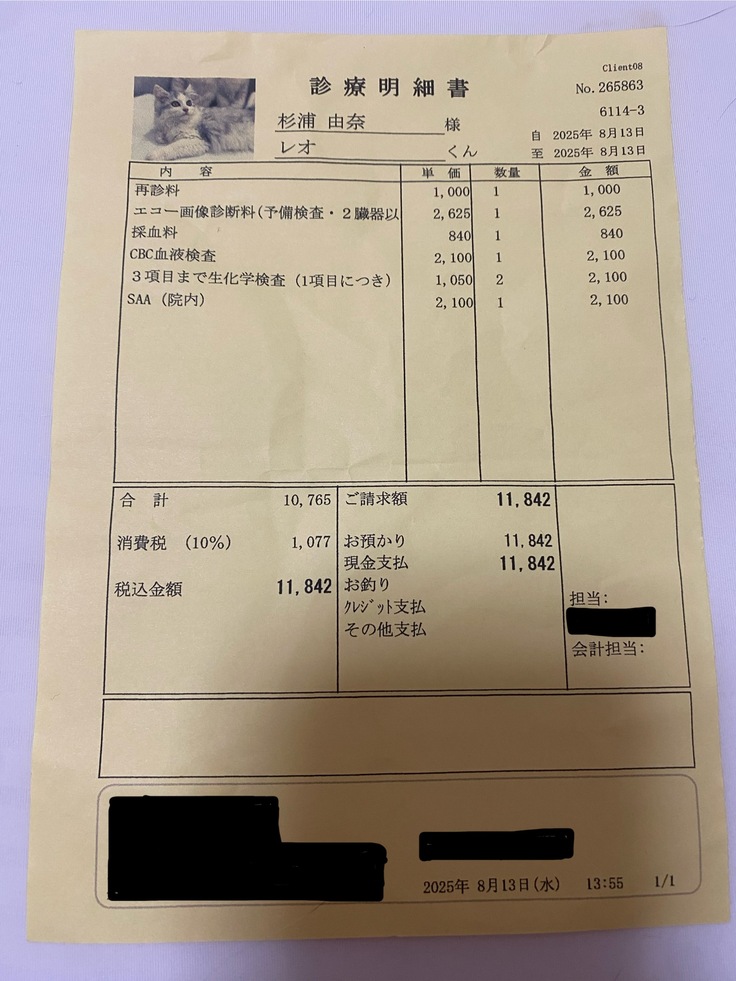 Client08
診療明細書
No.265863
杉浦 由奈 様
6114-3
自 2025年 8月13日
レオ くん
至 2025年 8月13日
内 容 単 価 数量 金 額
再診料 1,000 1 1,000
エコー画像診断料(予備検査・2臓器以 2,625 1 2,625
採血料 840 1 840
CBC血液検査 2,100 1 2,100
3項目まで生化学検査(1項目につき) 1,050 2 2,100
SAA(院内) 2,100 1 2,100
合 計 10,765 ご請求額 11,842
消費税 (10%) 1,077 お預かり 11,842
現金支払 11,842
税込金額 11,842 お釣り
担当:
クレジット支払
その他支払
会計担当:
2025年 8月13日(水) 13:55 1/1